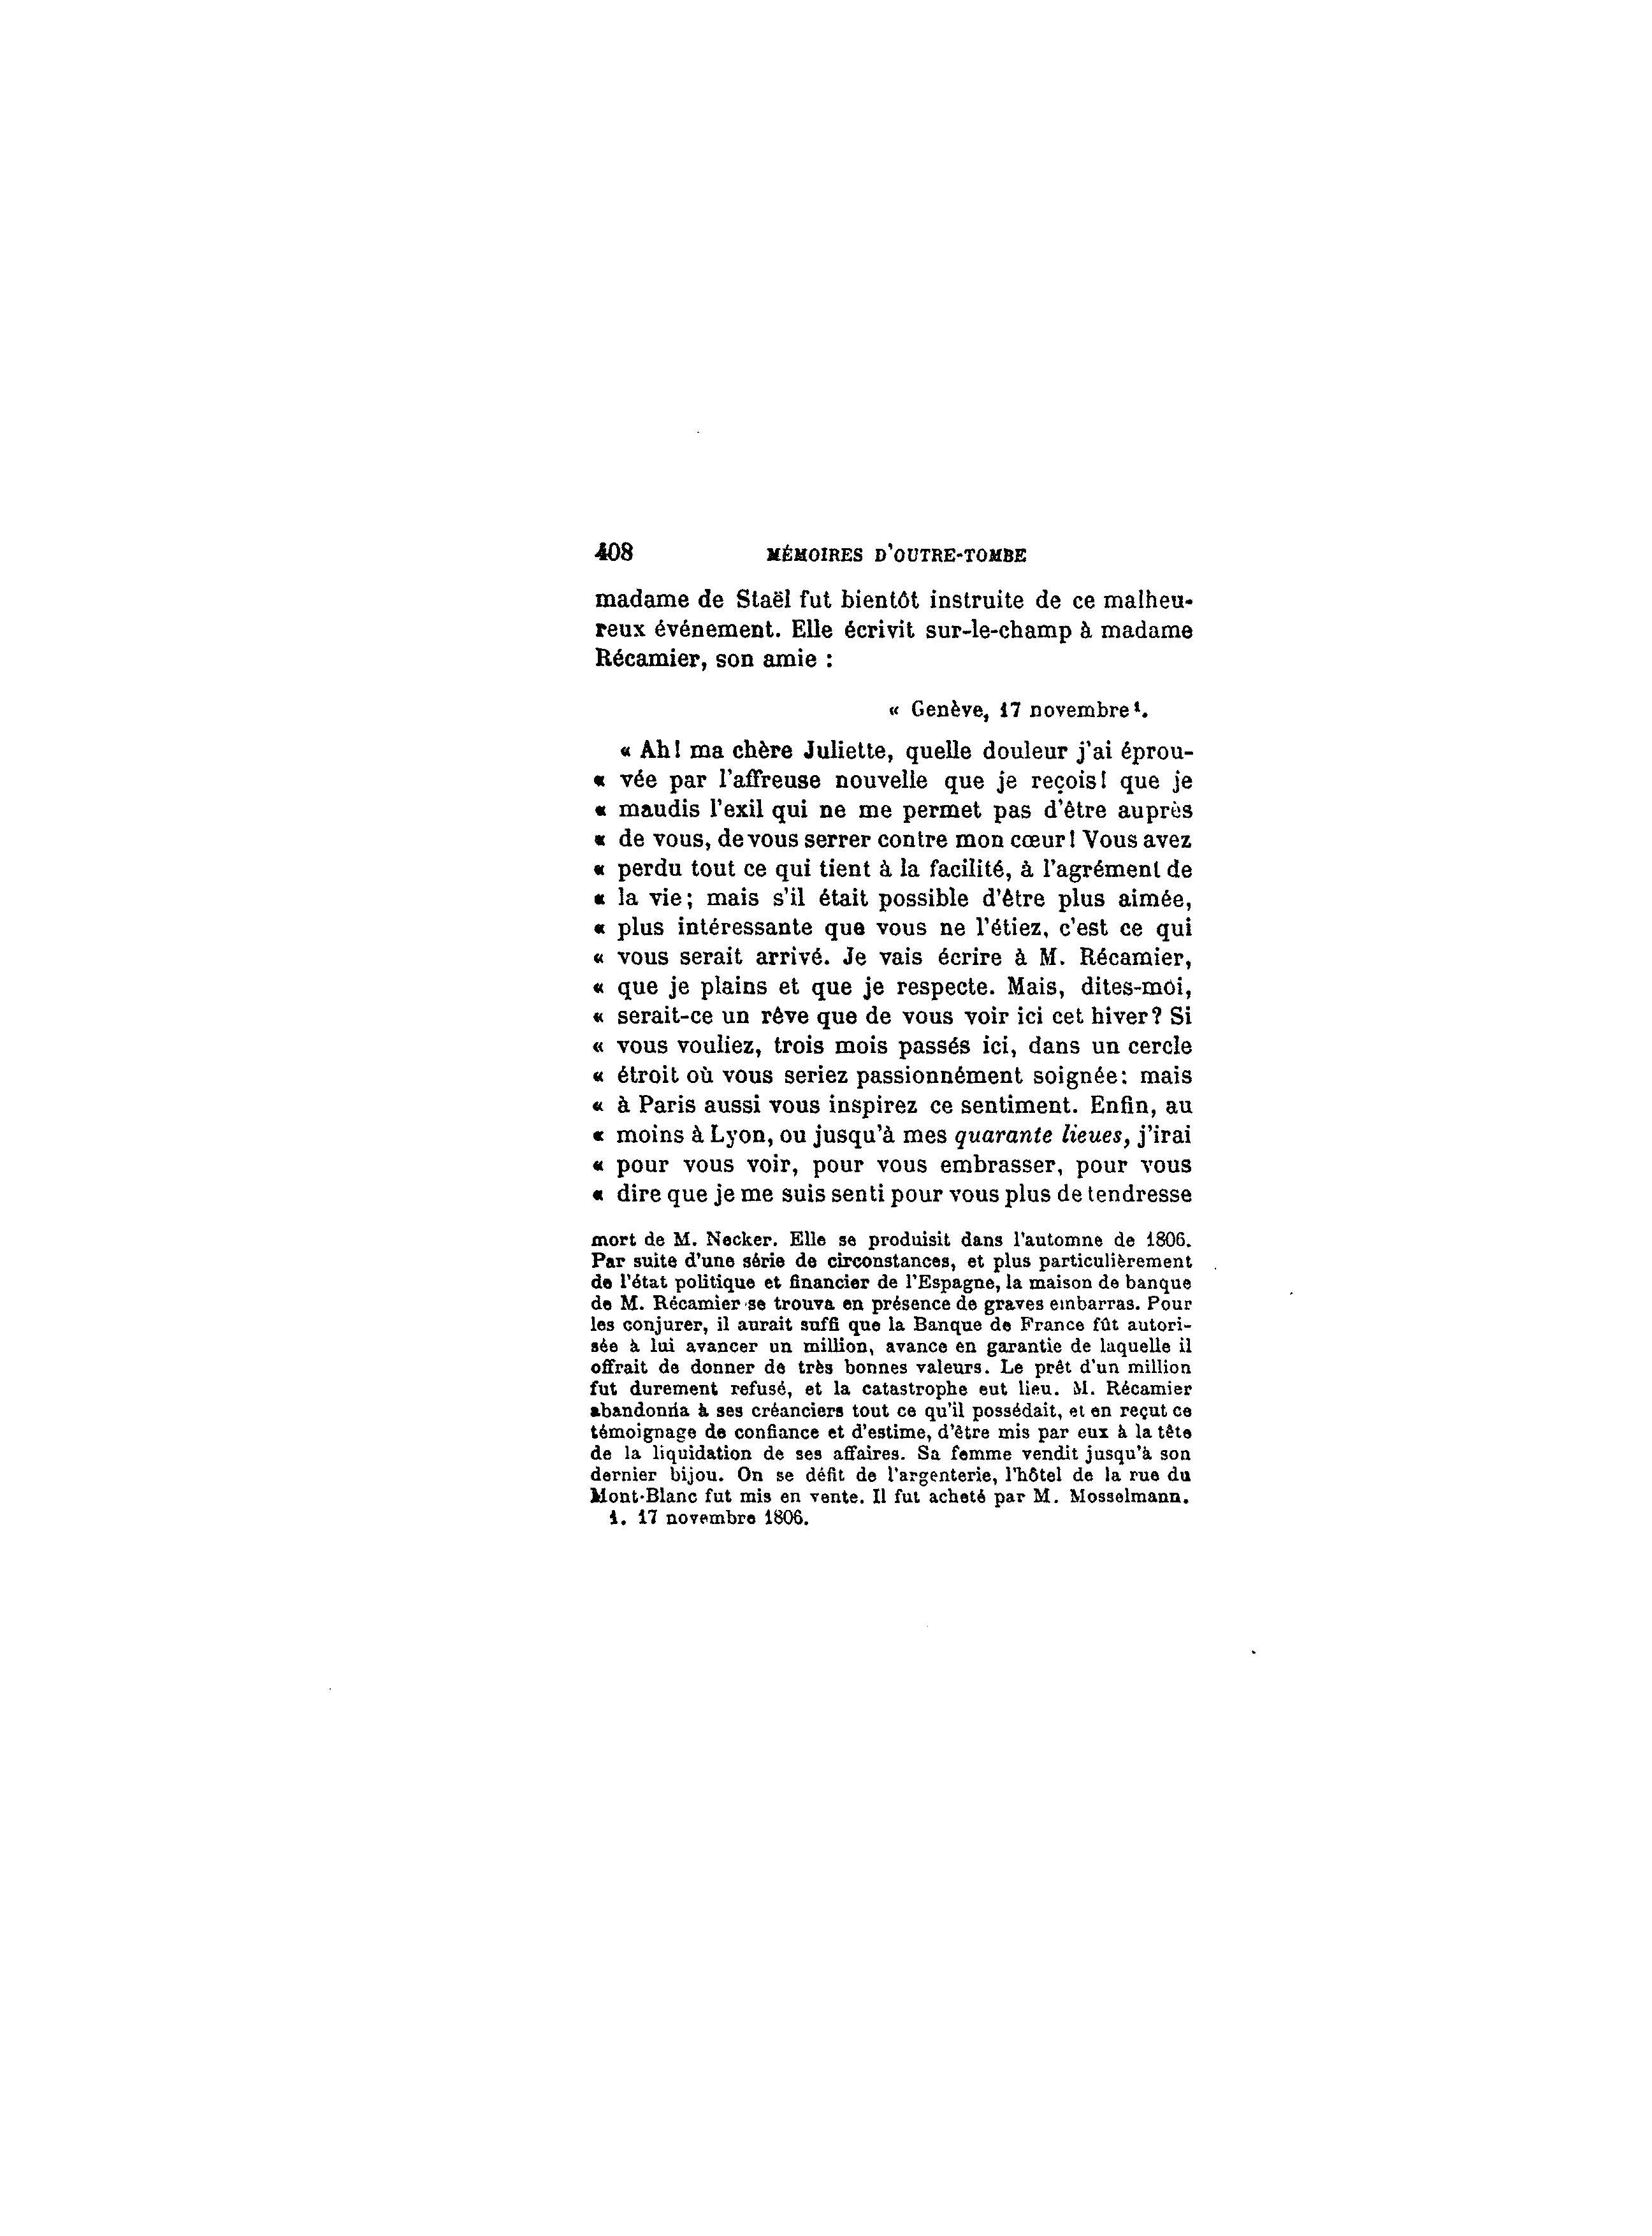 408 MÉMOIRES D'OUTRE-TOMBE
madame de Staël fut bientôt instruite de ce malheu-
reux événement. Elle écrivit sur-le-champ à madame
Récamier, son amie :
« Genève, 17 novembre¹.
« Ah! ma chère Juliette, quelle douleur j'ai éprou-
« vée par l'affreuse nouvelle que je reçois! que je
« maudis l'exil qui ne me permet pas d'être auprès
« de vous, de vous serrer contre mon cœur! Vous avez
« perdu tout ce qui tient à la facilité, à l'agrément de
« la vie; mais s'il était possible d'être plus aimée,
« plus intéressante que vous ne l'étiez, c'est ce qui
« vous serait arrivé. Je vais écrire à M. Récamier,
« que je plains et que je respecte. Mais, dites-moi,
« serait-ce un rêve que de vous voir ici cet hiver? Si
« vous vouliez, trois mois passés ici, dans un cercle
« étroit où vous seriez passionnément soignée: mais
« à Paris aussi vous inspirez ce sentiment. Enfin, au
« moins à Lyon, ou jusqu'à mes quarante lieues, j'irai
« pour vous voir, pour vous embrasser, pour vous
« dire que je me suis senti pour vous plus de tendresse
mort de M. Necker. Elle se produisit dans l'automne de 1806.
Par suite d'une série de circonstances, et plus particulièrement
de l'état politique et financier de l'Espagne, la maison de banque
de M. Récamier se trouva en présence de graves embarras. Pour
les conjurer, il aurait suffi que la Banque de France fût autori-
sée à lui avancer un million, avance en garantie de laquelle il
offrait de donner de très bonnes valeurs. Le prêt d'un million
fut durement refusé, et la catastrophe eut lieu. M. Récamier
abandonna à ses créanciers tout ce qu'il possédait, et en reçut ce
témoignage de confiance et d'estime, d'être mis par eux à la tête
de la liquidation de ses affaires. Sa femme vendit jusqu'à son
dernier bijou. On se défit de l'argenterie, l'hôtel de la rue du
Mont-Blanc fut mis en vente. Il fut acheté par M. Mosselmann.
1. 17 novembre 1806.